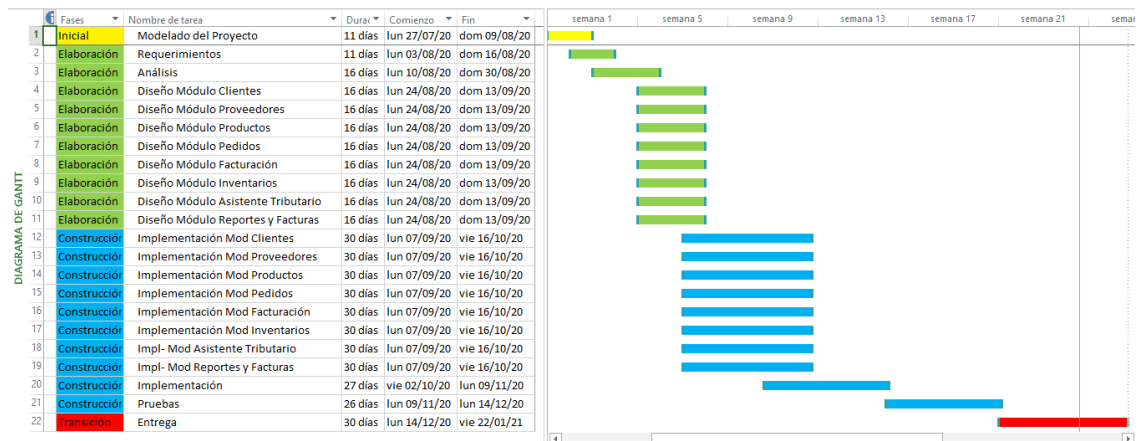 Fases Nombre de tarea Durac Comienzo Fin semana 1 semana 5 semana 9 semana 13 semana 17 semana 21 seman
DIAGRAMA DE GANTT
1 Inicial Modelado del Proyecto 11 días lun 27/07/20 dom 09/08/20
2 Elaboración Requerimientos 11 días lun 03/08/20 dom 16/08/20
3 Elaboración Análisis 16 días lun 10/08/20 dom 30/08/20
4 Elaboración Diseño Módulo Clientes 16 días lun 24/08/20 dom 13/09/20
5 Elaboración Diseño Módulo Proveedores 16 días lun 24/08/20 dom 13/09/20
6 Elaboración Diseño Módulo Productos 16 días lun 24/08/20 dom 13/09/20
7 Elaboración Diseño Módulo Pedidos 16 días lun 24/08/20 dom 13/09/20
8 Elaboración Diseño Módulo Facturación 16 días lun 24/08/20 dom 13/09/20
9 Elaboración Diseño Módulo Inventarios 16 días lun 24/08/20 dom 13/09/20
10 Elaboración Diseño Módulo Asistente Tributario 16 días lun 24/08/20 dom 13/09/20
11 Elaboración Diseño Módulo Reportes y Facturas 16 días lun 24/08/20 dom 13/09/20
12 Construcción Implementación Mod Clientes 30 días lun 07/09/20 vie 16/10/20
13 Construcción Implementación Mod Proveedores 30 días lun 07/09/20 vie 16/10/20
14 Construcción Implementación Mod Productos 30 días lun 07/09/20 vie 16/10/20
15 Construcción Implementación Mod Pedidos 30 días lun 07/09/20 vie 16/10/20
16 Construcción Implementación Mod Facturación 30 días lun 07/09/20 vie 16/10/20
17 Construcción Implementación Mod Inventarios 30 días lun 07/09/20 vie 16/10/20
18 Construcción Impl- Mod Asistente Tributario 30 días lun 07/09/20 vie 16/10/20
19 Construcción Impl- Mod Reportes y Facturas 30 días lun 07/09/20 vie 16/10/20
20 Construcción Implementación 27 días vie 02/10/20 lun 09/11/20
21 Construcción Pruebas 26 días lun 09/11/20 lun 14/12/20
22 Transición Entrega 30 días lun 14/12/20 vie 22/01/21